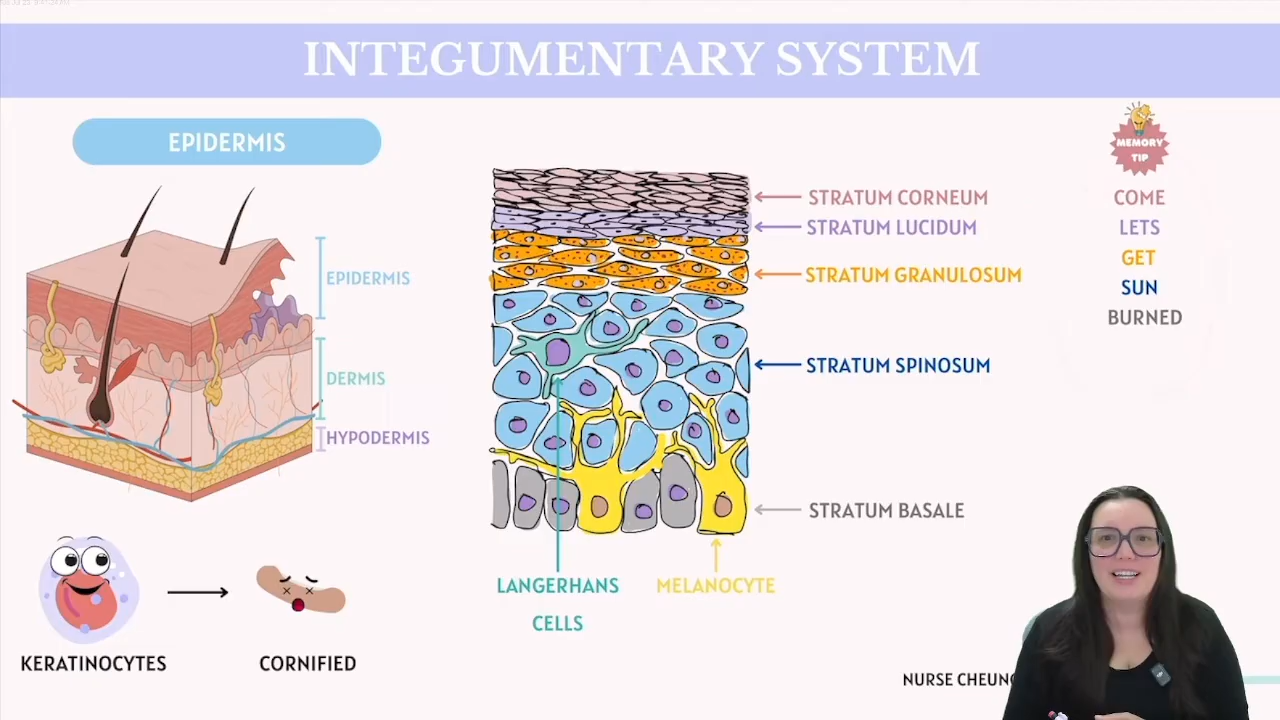 INTEGUMENTARY SYSTEM
EPIDERMIS
EPIDERMIS
DERMIS
HYPODERMIS
KERATINOCYTES
CORNIFIED
STRATUM CORNEUM
STRATUM LUCIDUM
STRATUM GRANULOSUM
STRATUM SPINOSUM
STRATUM BASALE
LANGERHANS
CELLS
MELANOCYTE
MEMORY
TIP
COME
LETS
GET
SUN
BURNED
NURSE CHEUNG